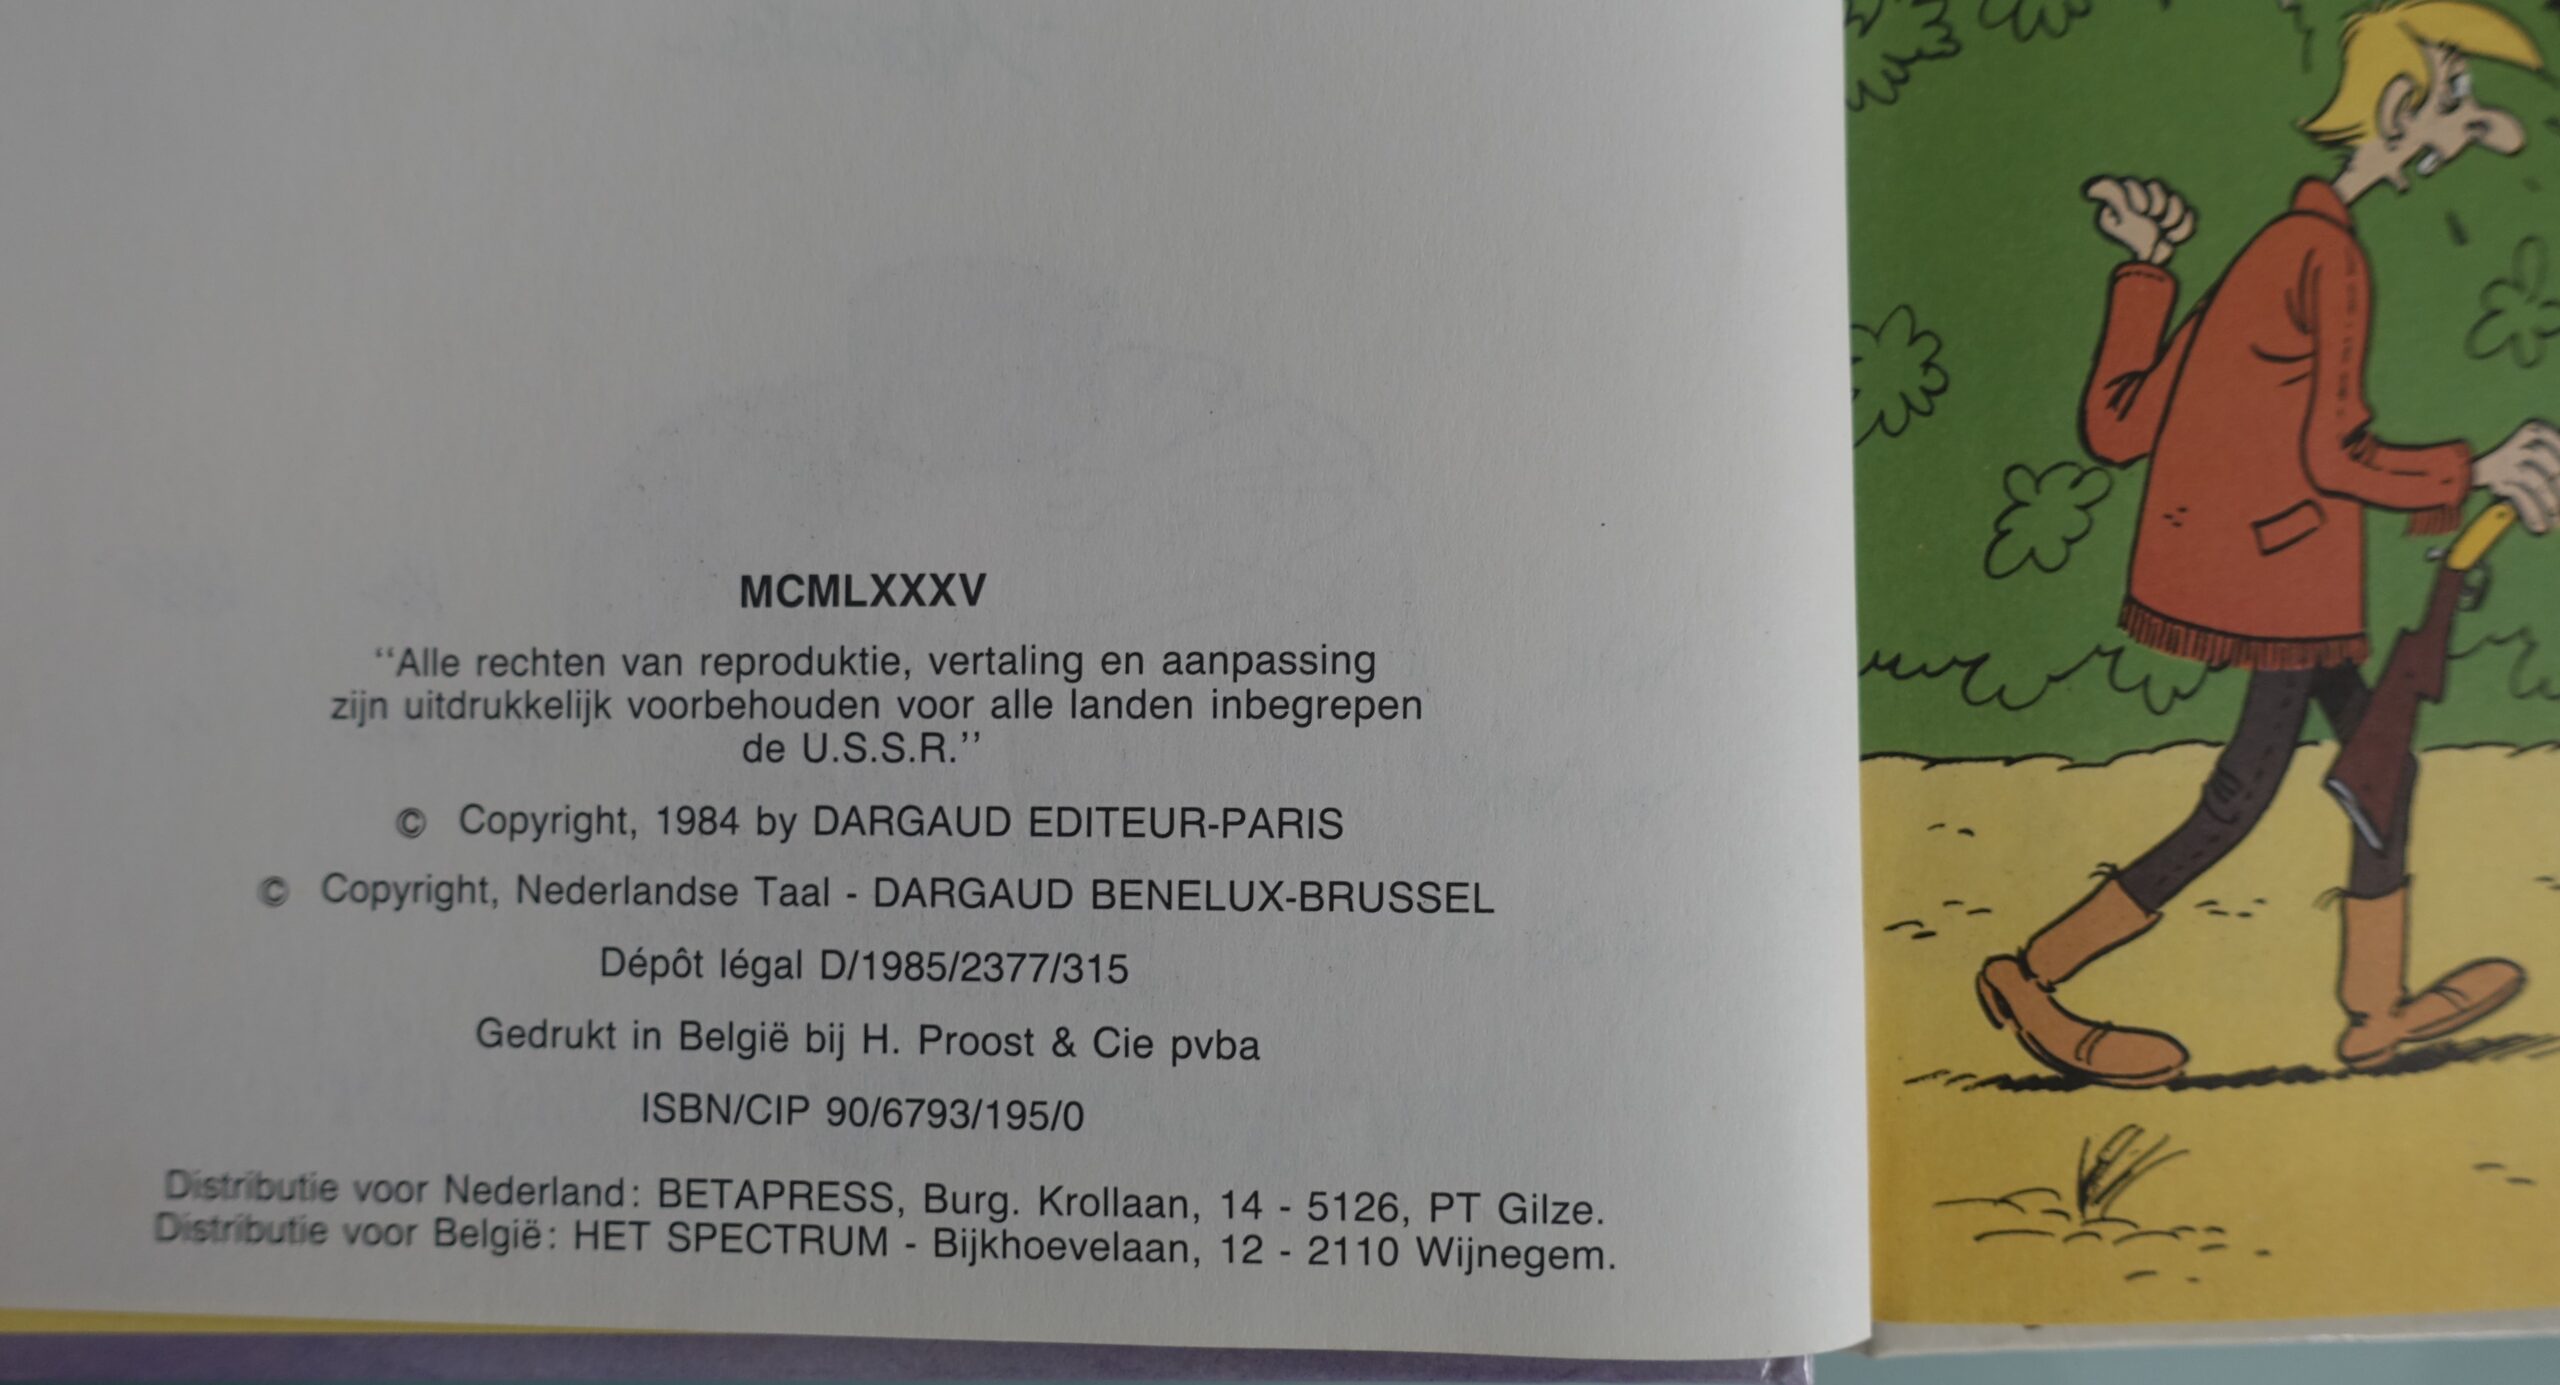 MCMLXXXV
‘‘Alle rechten van reproduktie, vertaling en aanpassing
zijn uitdrukkelijk voorbehouden voor alle landen inbegrepen
de U.S.S.R.’’
© Copyright, 1984 by DARGAUD EDITEUR-PARIS
© Copyright, Nederlandse Taal - DARGAUD BENELUX-BRUSSEL
Dépôt légal D/1985/2377/315
Gedrukt in België bij H. Proost & Cie pvba
ISBN/CIP 90/6793/195/0
Distributie voor Nederland: BETAPRESS, Burg. Krollaan, 14 - 5126, PT Gilze.
Distributie voor België: HET SPECTRUM - Bijkhoevelaan, 12 - 2110 Wijnegem.